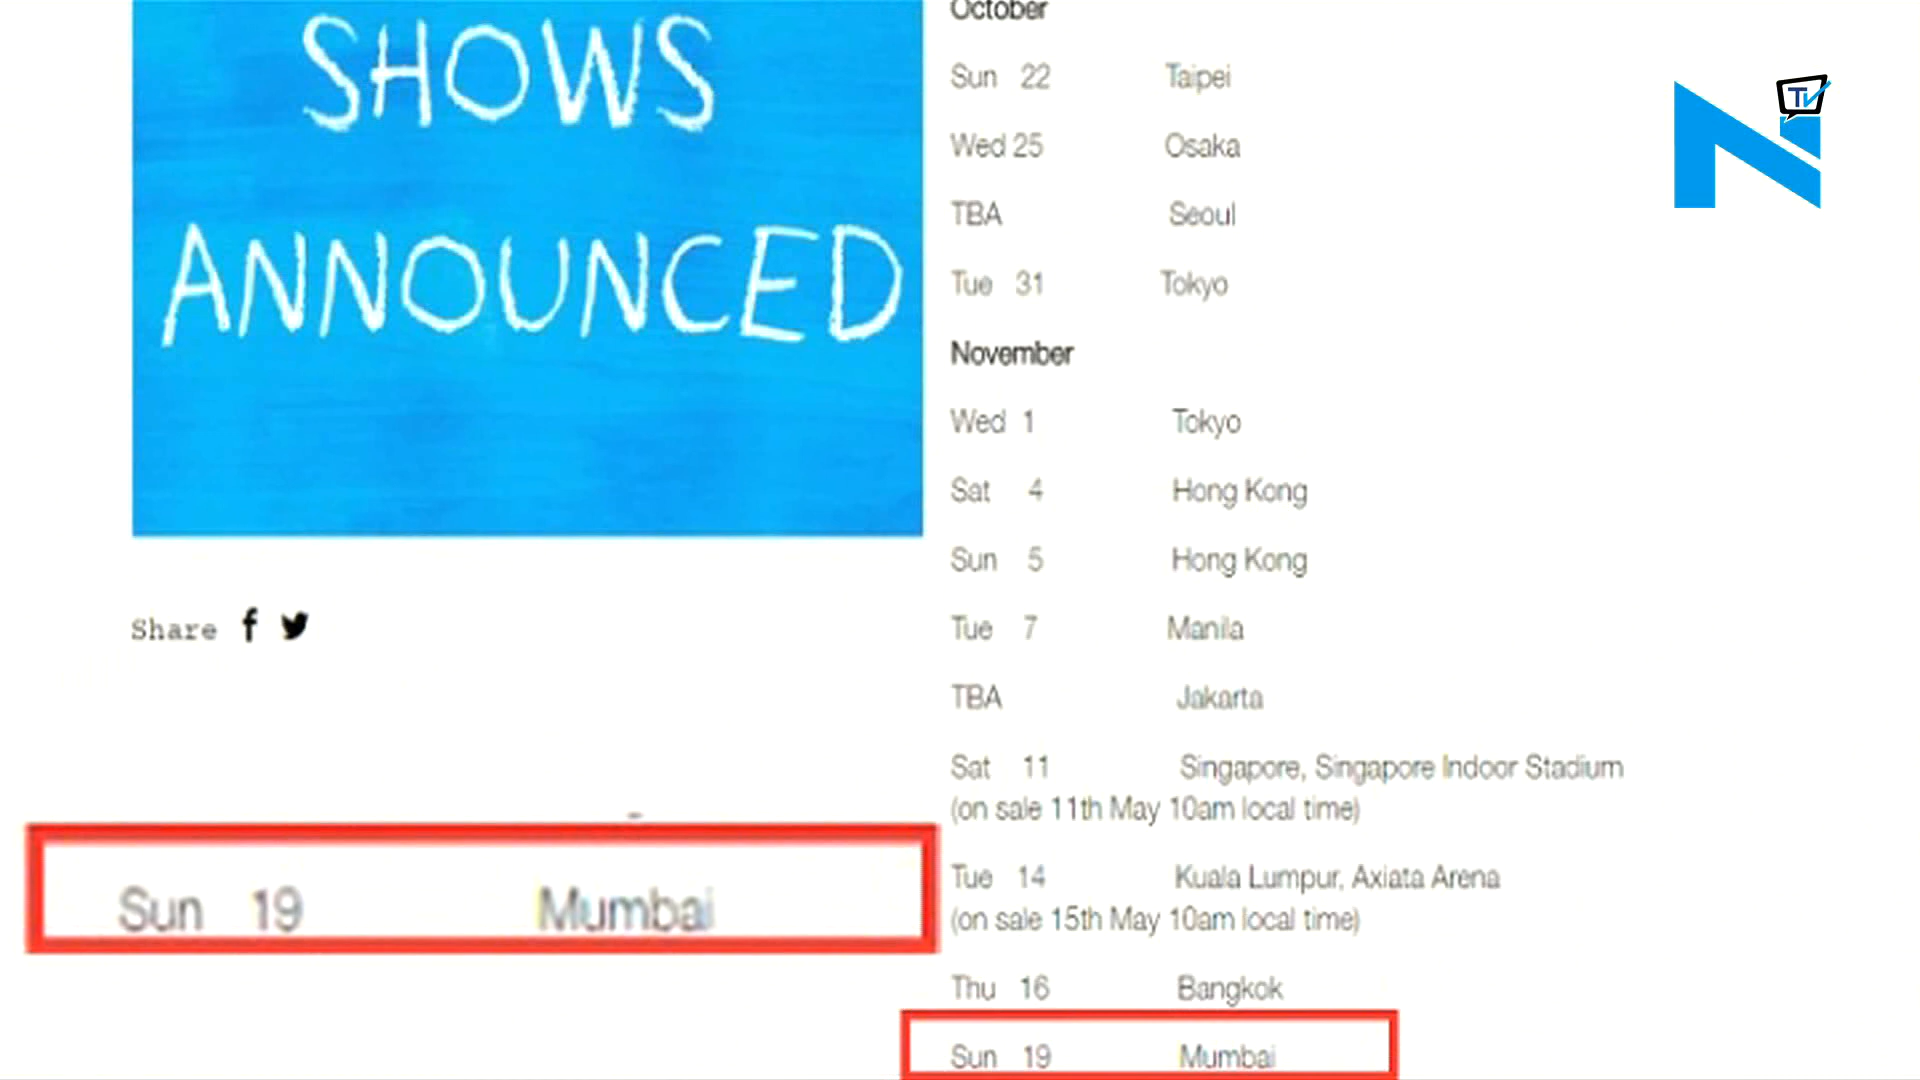 SHOWS
ANNOUNCED
Share
Sun 19 Mumbai
October
Sun 22 Taipei
Wed 25 Osaka
TBA Seoul
Tue 31 Tokyo
November
Wed 1 Tokyo
Sat 4 Hong Kong
Sun 5 Hong Kong
Tue 7 Manila
TBA Jakarta
Sat 11 Singapore, Singapore Indoor Stadium
(on sale 11th May 10am local time)
Tue 14 Kuala Lumpur, Axiata Arena
(on sale 15th May 10am local time)
Thu 16 Bangkok
Sun 19 Mumbai
N TV